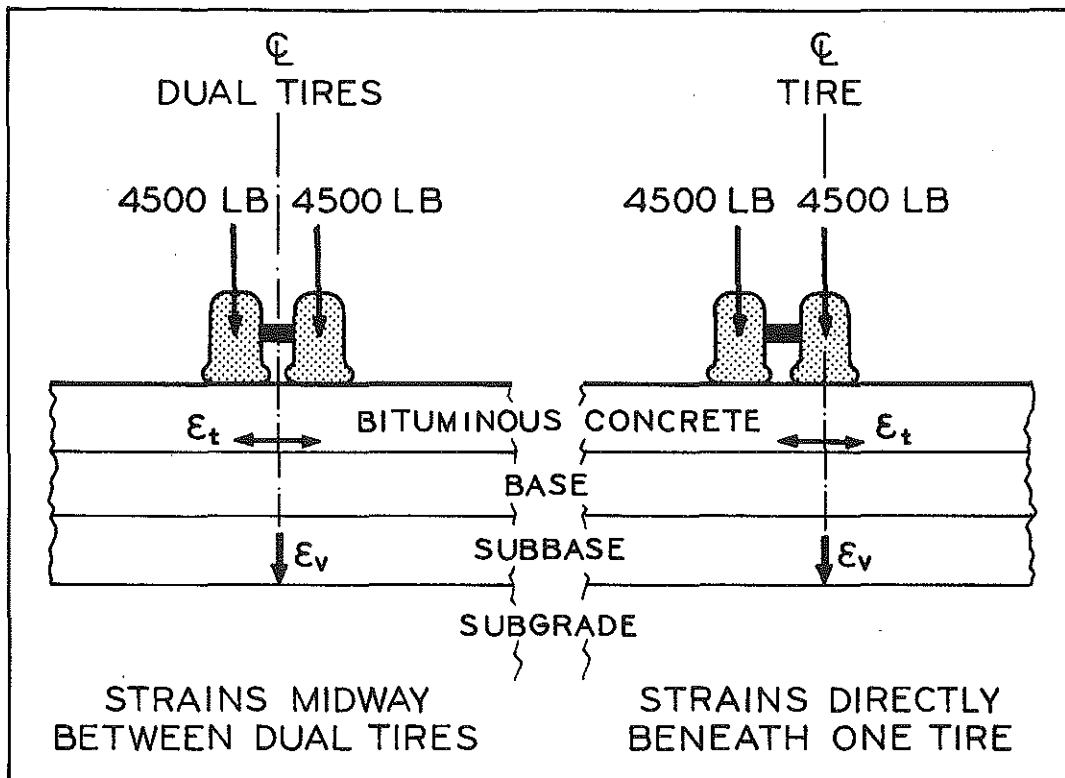 ℄
DUAL TIRES
4500 LB 4500 LB
℄
TIRE
4500 LB 4500 LB
εt
BITUMINOUS CONCRETE
εt
BASE
SUBBASE
εv
εv
SUBGRADE
STRAINS MIDWAY
BETWEEN DUAL TIRES
STRAINS DIRECTLY
BENEATH ONE TIRE